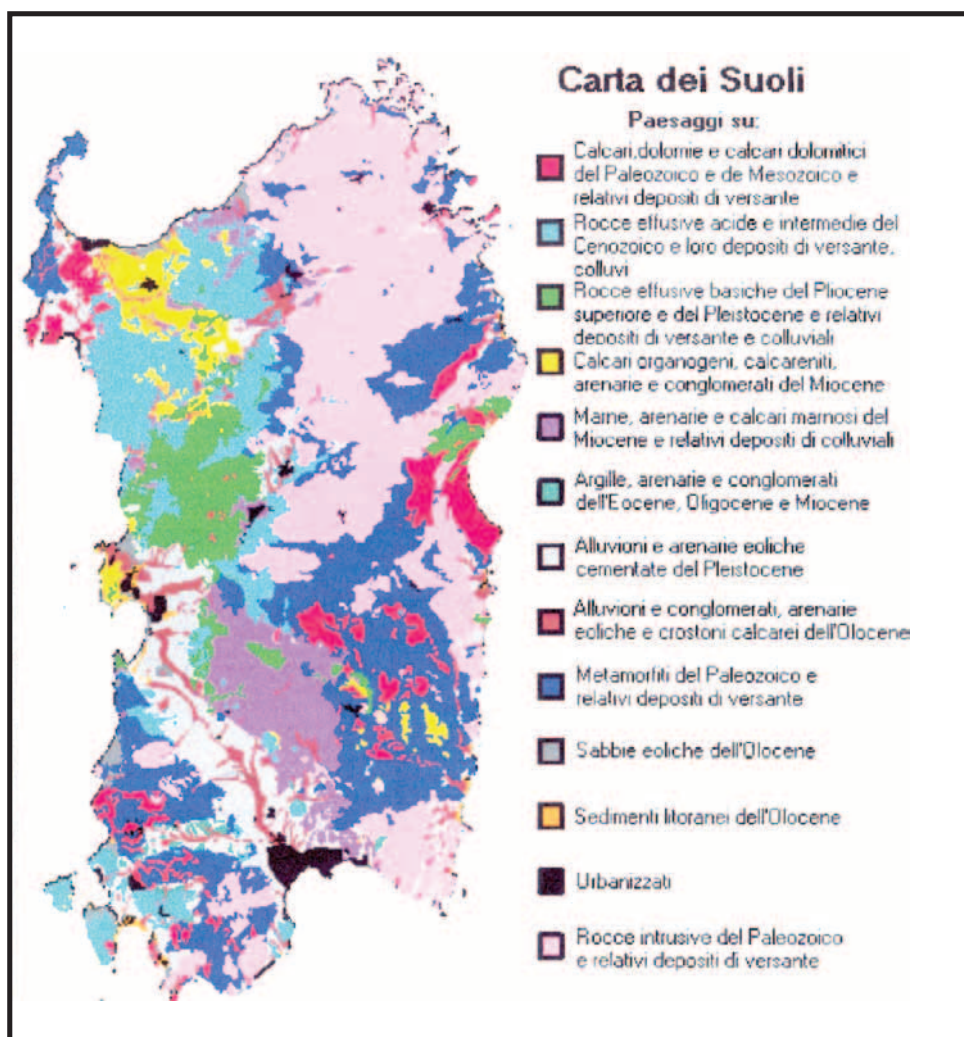 Carta dei Suoli
Paesaggi su:
Calcari,dolomie e calcari dolomitici
del Paleozoico e de Mesozoico e
relativi depositi di versante
Rocce effusive acide e intermedie del
Cenozoico e loro depositi di versante,
colluvi
Rocce effusive basiche del Pliocene
superiore e del Pleistocene e relativi
depositi di versante e colluviali
Calcari organogeni, calcareniti,
arenarie e conglomerati del Miocene
Marne, arenarie e calcari marnosi del
Miocene e relativi depositi di colluviali
Argille, arenarie e conglomerati
dell'Eocene, Oligocene e Miocene
Alluvioni e arenarie eoliche
cementate del Pleistocene
Alluvioni e conglomerati, arenarie
eoliche e crostoni calcarei dell'Olocene
Metamorfiti del Paleozoico e
relativi depositi di versante
Sabbie eoliche dell'Olocene
Sedimenti litoranei dell'Olocene
Urbanizzati
Rocce intrusive del Paleozoico
e relativi depositi di versante